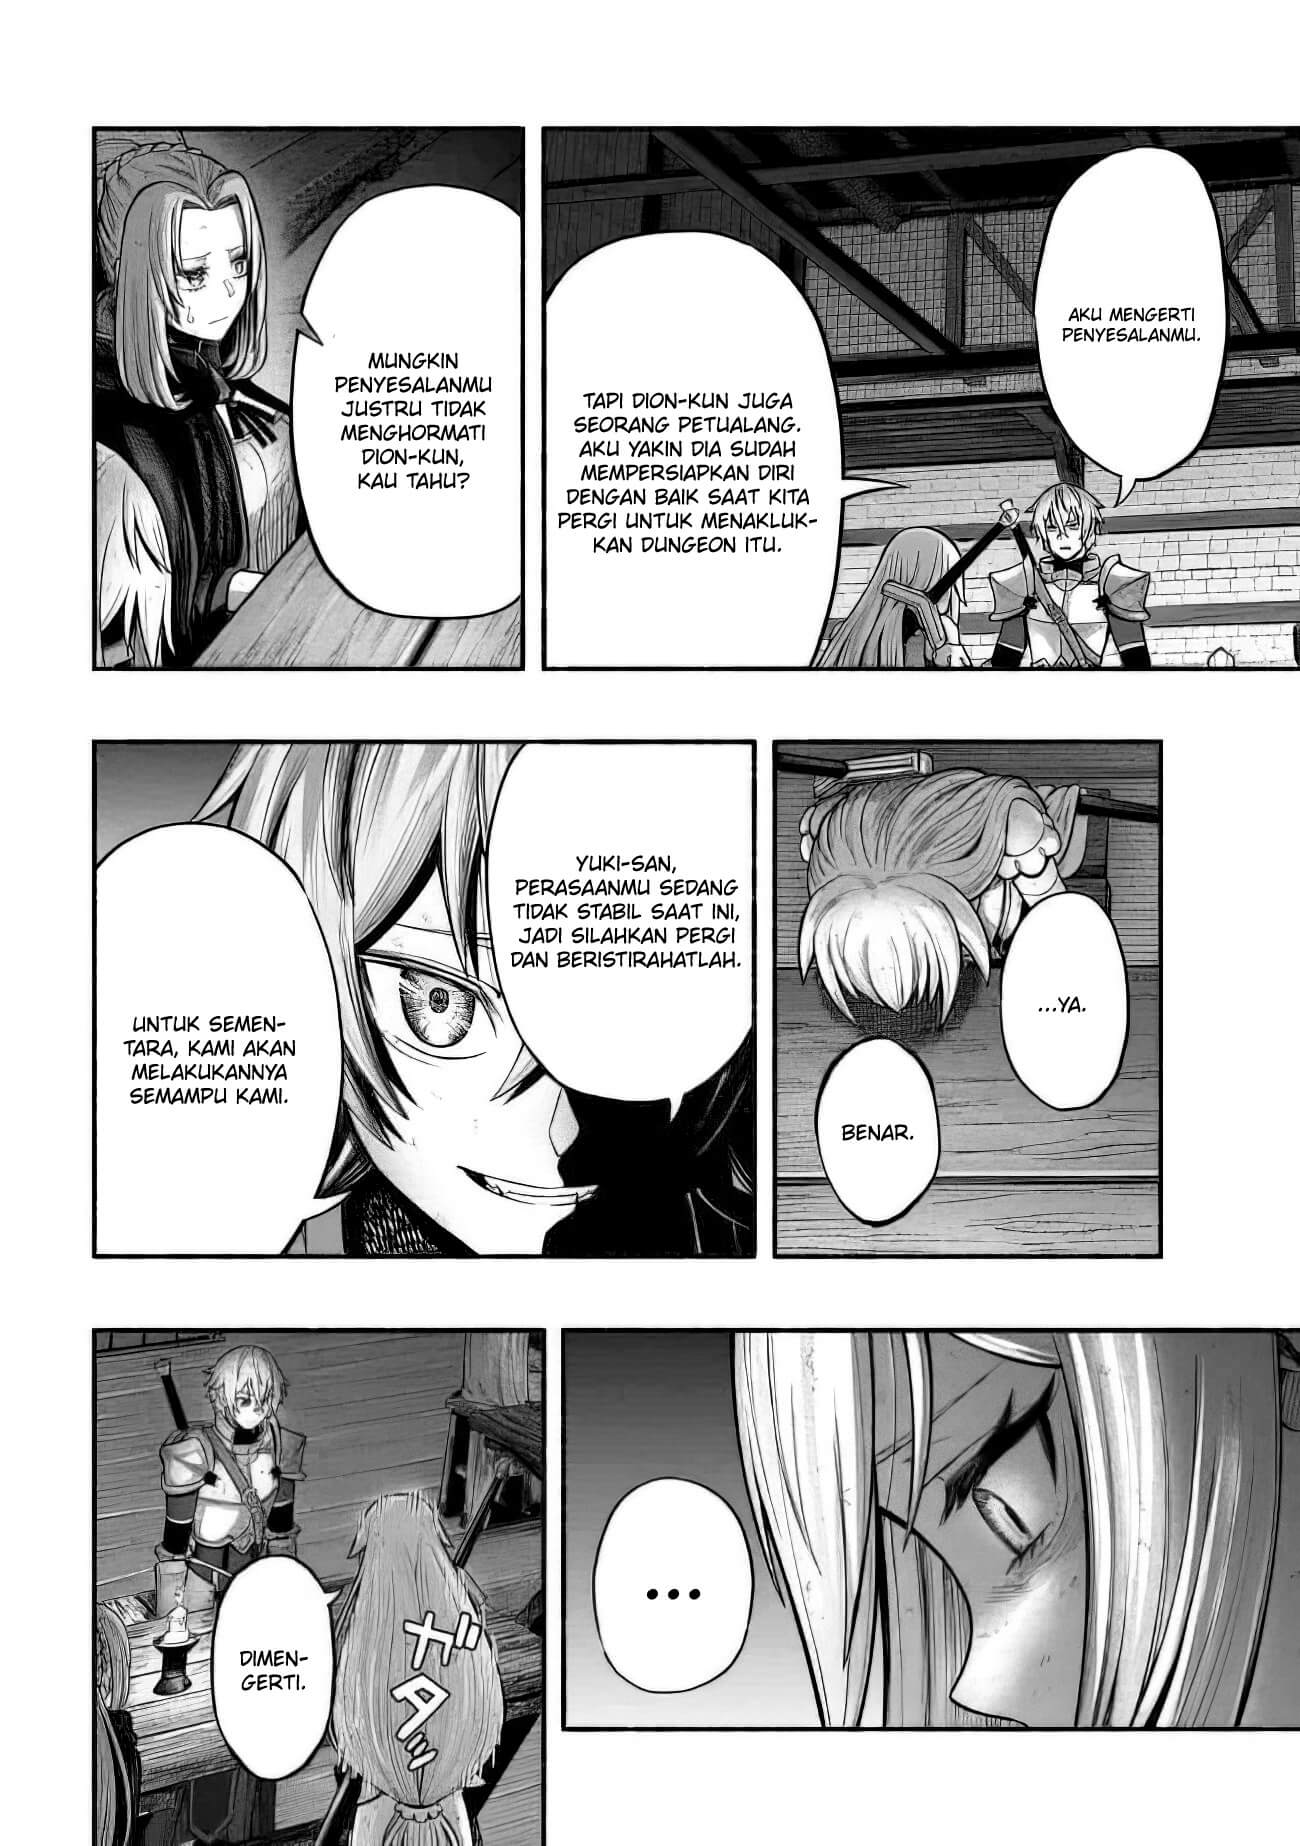 AKU MENGERTI
PENYESALANMU.
TAPI DION-KUN JUGA
SEORANG PETUALANG.
AKU YAKIN DIA SUDAH
MEMPERSIAPKAN DIRI
DENGAN BAIK SAAT KITA
PERGI UNTUK MENAKLUK-
KAN DUNGEON ITU.
MUNGKIN
PENYESALANMU
JUSTRU TIDAK
MENGHORMATI
DION-KUN,
KAU TAHU?
...YA.
BENAR.
YUKI-SAN,
PERASAANMU SEDANG
TIDAK STABIL SAAT INI,
JADI SILAHKAN PERGI
DAN BERISTIRAHATLAH.
UNTUK SEMEN-
TARA, KAMI AKAN
MELAKUKANNYA
SEMAMPU KAMI.
...
ガタッ
DIMEN-
GERTI.